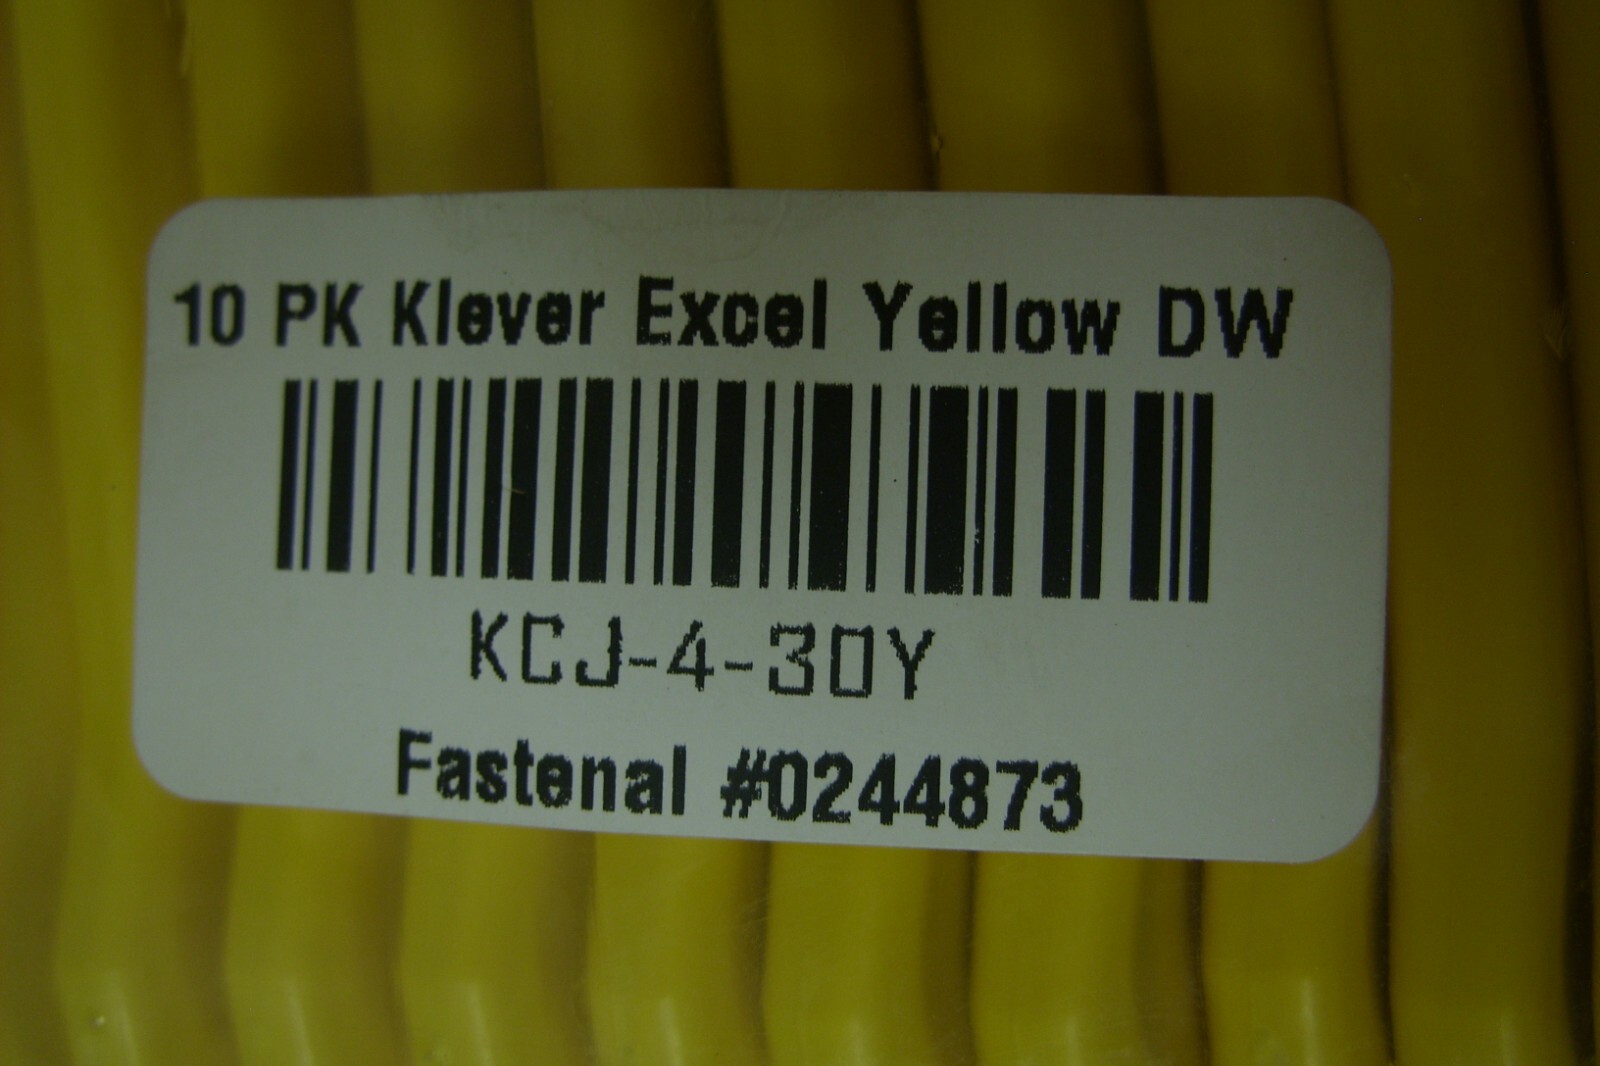 10 PK Klever Excel Yellow DW
KCJ-4-30Y
Fastenal #0244873